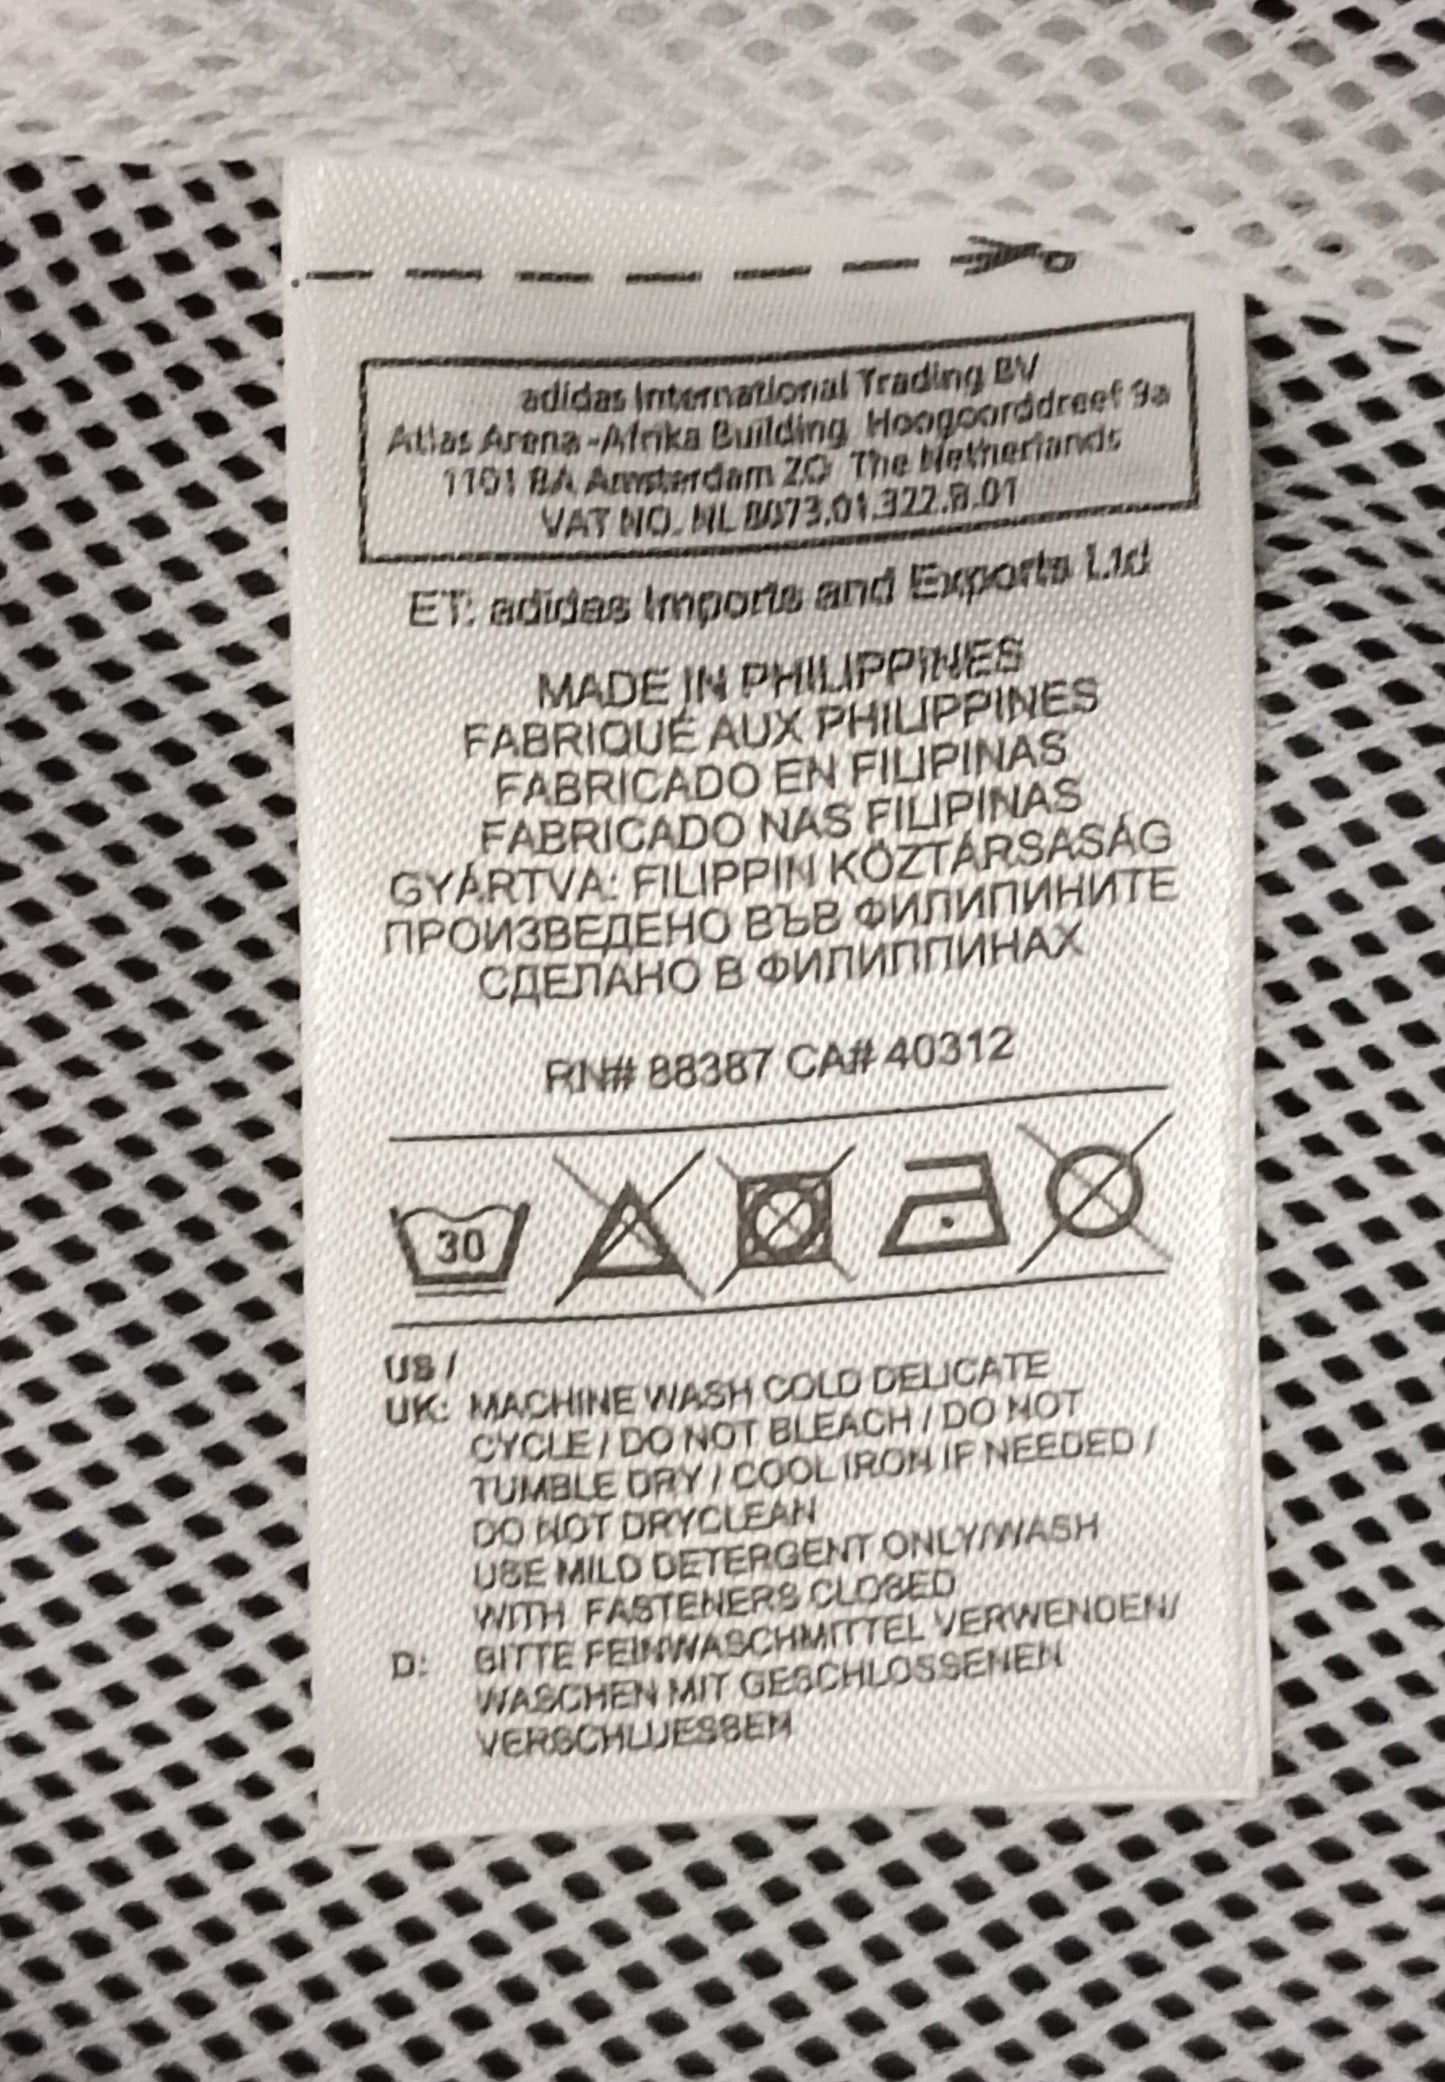 adidas International Trading BV
Atlas Arena-Afrika Building Hoogoorddreef 9a
1101 BA Amsterdam ZO The Netherlands
VAT NO. NL 8073.01.322.B.01
ET: adidas Imports and Exports Ltd
MADE IN PHILIPPINES
FABRIQUÉ AUX PHILIPPINES
FABRICADO EN FILIPINAS
FABRICADO NAS FILIPINAS
GYÁRTVA: FILIPPIN KÖZTÁRSASÁG
ПРОИЗВЕДЕНО ВЪВ ФИЛИПИНИТЕ
СДЕЛАНО В ФИЛИППИНАХ
RN# 88387 CA# 40312
30
US /
UK: MACHINE WASH COLD DELICATE
CYCLE / DO NOT BLEACH / DO NOT
TUMBLE DRY / COOL IRON IF NEEDED /
DO NOT DRYCLEAN
USE MILD DETERGENT ONLY/WASH
WITH FASTENERS CLOSED
D: BITTE FEINWASCHMITTEL VERWENDEN/
WASCHEN MIT GESCHLOSSENEN
VERSCHLUESSEN